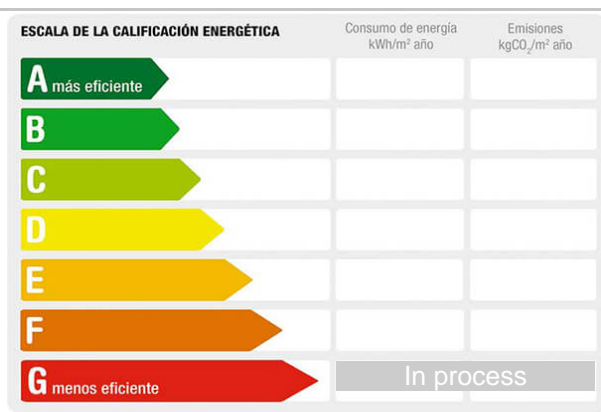 ESCALA DE LA CALIFICACIÓN ENERGÉTICA
Consumo de energía
kWh/m² año
Emisiones
kgCO₂/m² año
A más eficiente
B
C
D
E
F
G menos eficiente
In process